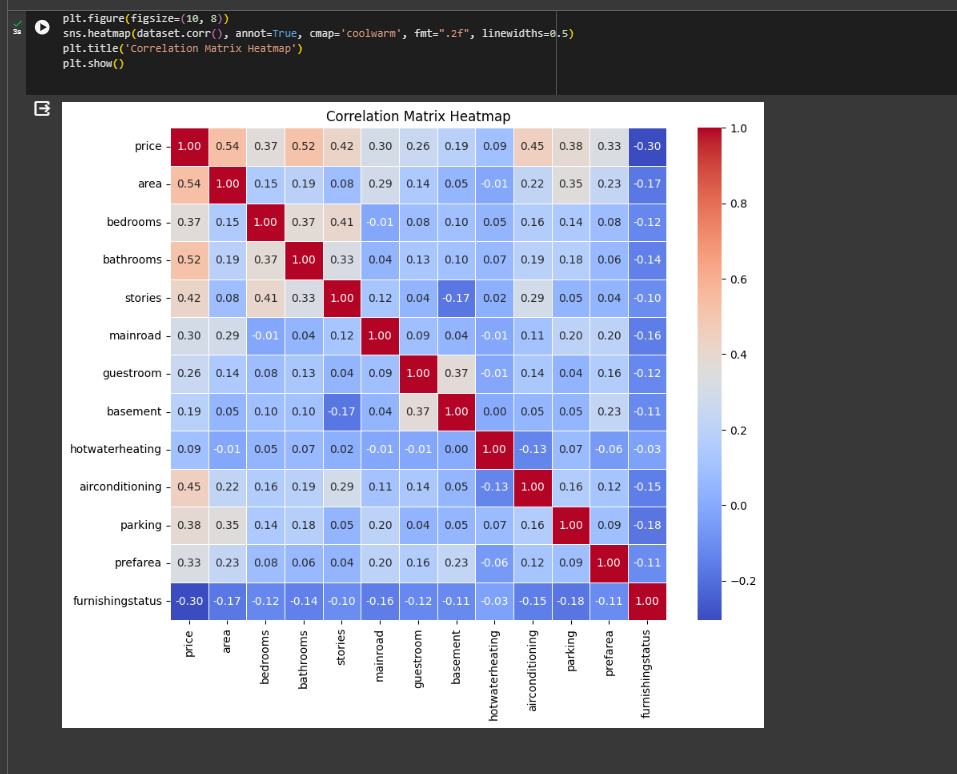 plt.figure(figsize=(10, 8))
3s
sns.heatmap(dataset.corr(), annot=True, cmap='coolwarm', fmt=".2f", linewidths=0.5)
plt.title('Correlation Matrix Heatmap')
plt.show()
Correlation Matrix Heatmap
price 1.00 0.54 0.37 0.52 0.42 0.30 0.26 0.19 0.09 0.45 0.38 0.33 -0.30
area 0.54 1.00 0.15 0.19 0.08 0.29 0.14 0.05 -0.01 0.22 0.35 0.23 -0.17
bedrooms 0.37 0.15 1.00 0.37 0.41 -0.01 0.08 0.10 0.05 0.16 0.14 0.08 -0.12
bathrooms 0.52 0.19 0.37 1.00 0.33 0.04 0.13 0.10 0.07 0.19 0.18 0.06 -0.14
stories 0.42 0.08 0.41 0.33 1.00 0.12 0.04 -0.17 0.02 0.29 0.05 0.04 -0.10
mainroad 0.30 0.29 -0.01 0.04 0.12 1.00 0.09 0.04 -0.01 0.11 0.20 0.20 -0.16
guestroom 0.26 0.14 0.08 0.13 0.04 0.09 1.00 0.37 -0.01 0.14 0.04 0.16 -0.12
basement 0.19 0.05 0.10 0.10 -0.17 0.04 0.37 1.00 0.00 0.05 0.05 0.23 -0.11
hotwaterheating 0.09 -0.01 0.05 0.07 0.02 -0.01 -0.01 0.00 1.00 -0.13 0.07 -0.06 -0.03
airconditioning 0.45 0.22 0.16 0.19 0.29 0.11 0.14 0.05 -0.13 1.00 0.16 0.12 -0.15
parking 0.38 0.35 0.14 0.18 0.05 0.20 0.04 0.05 0.07 0.16 1.00 0.09 -0.18
prefarea 0.33 0.23 0.08 0.06 0.04 0.20 0.16 0.23 -0.06 0.12 0.09 1.00 -0.11
furnishingstatus -0.30 -0.17 -0.12 -0.14 -0.10 -0.16 -0.12 -0.11 -0.03 -0.15 -0.18 -0.11 1.00
price
area
bedrooms
bathrooms
stories
mainroad
guestroom
basement
hotwaterheating
airconditioning
parking
prefarea
furnishingstatus
1.0
0.8
0.6
0.4
0.2
0.0
−0.2